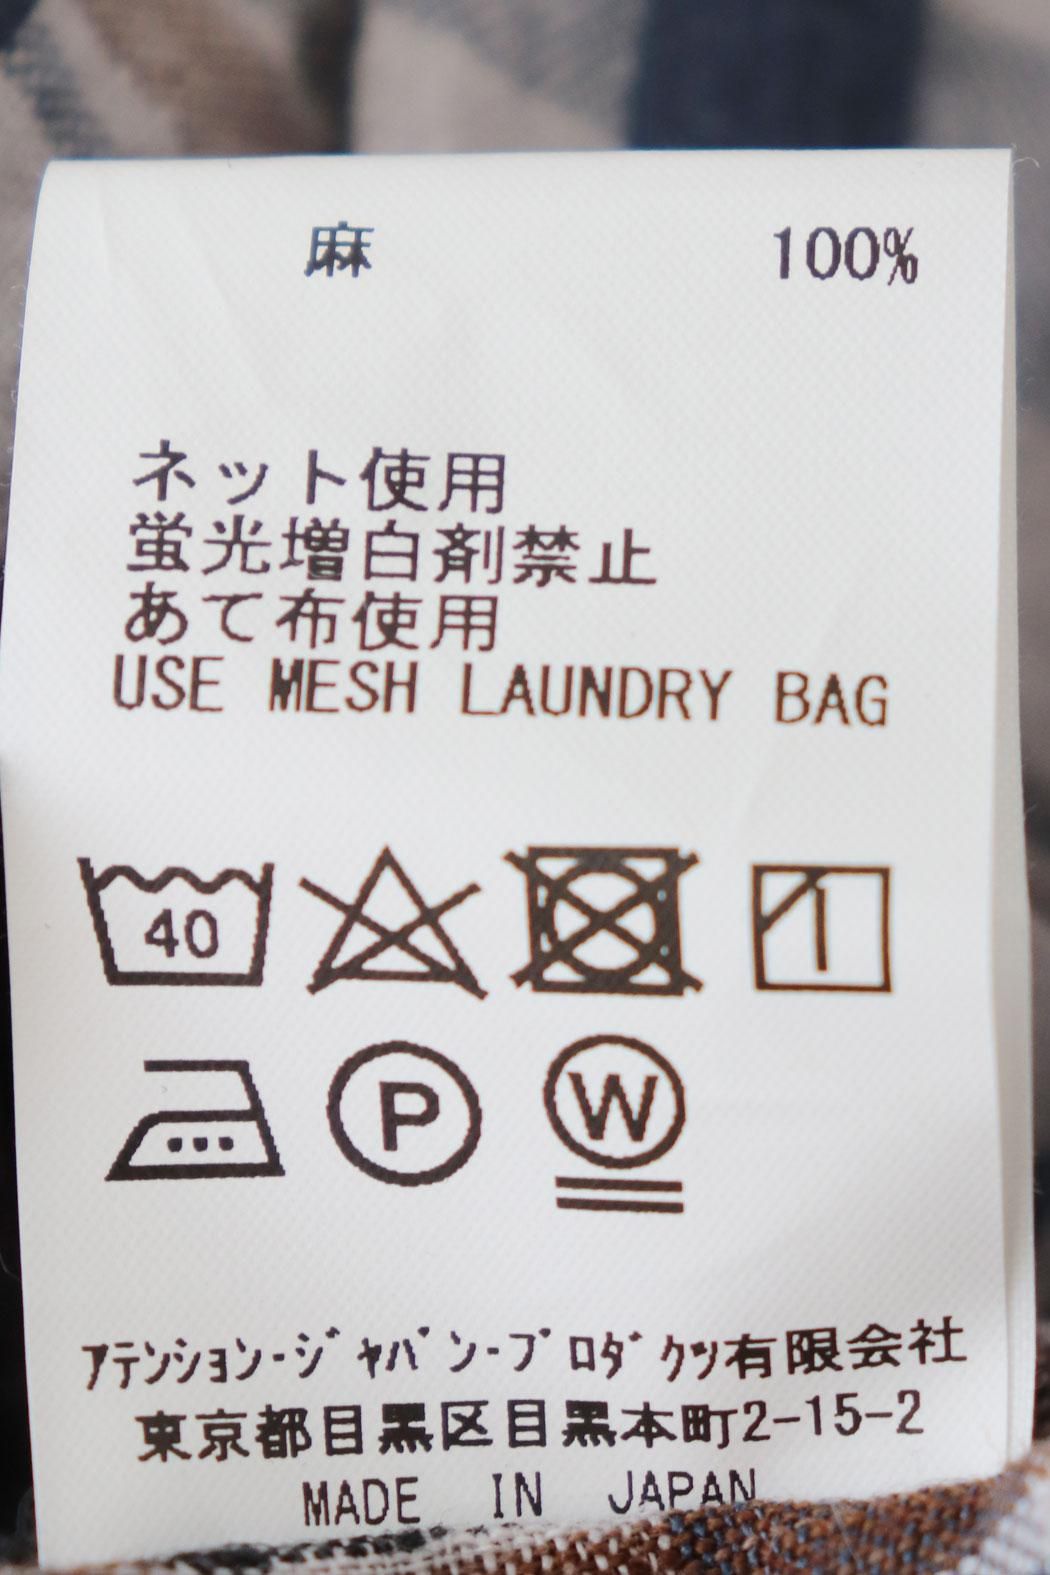 麻 100%
ネット使用
蛍光増白剤禁止
あて布使用
USE MESH LAUNDRY BAG
40
P W
ｱﾃﾝｼｮﾝ-ｼﾞｬﾊﾟﾝ-ﾌﾟﾛﾀﾞｸﾂ有限会社
東京都目黒区目黒本町2-15-2
MADE IN JAPAN